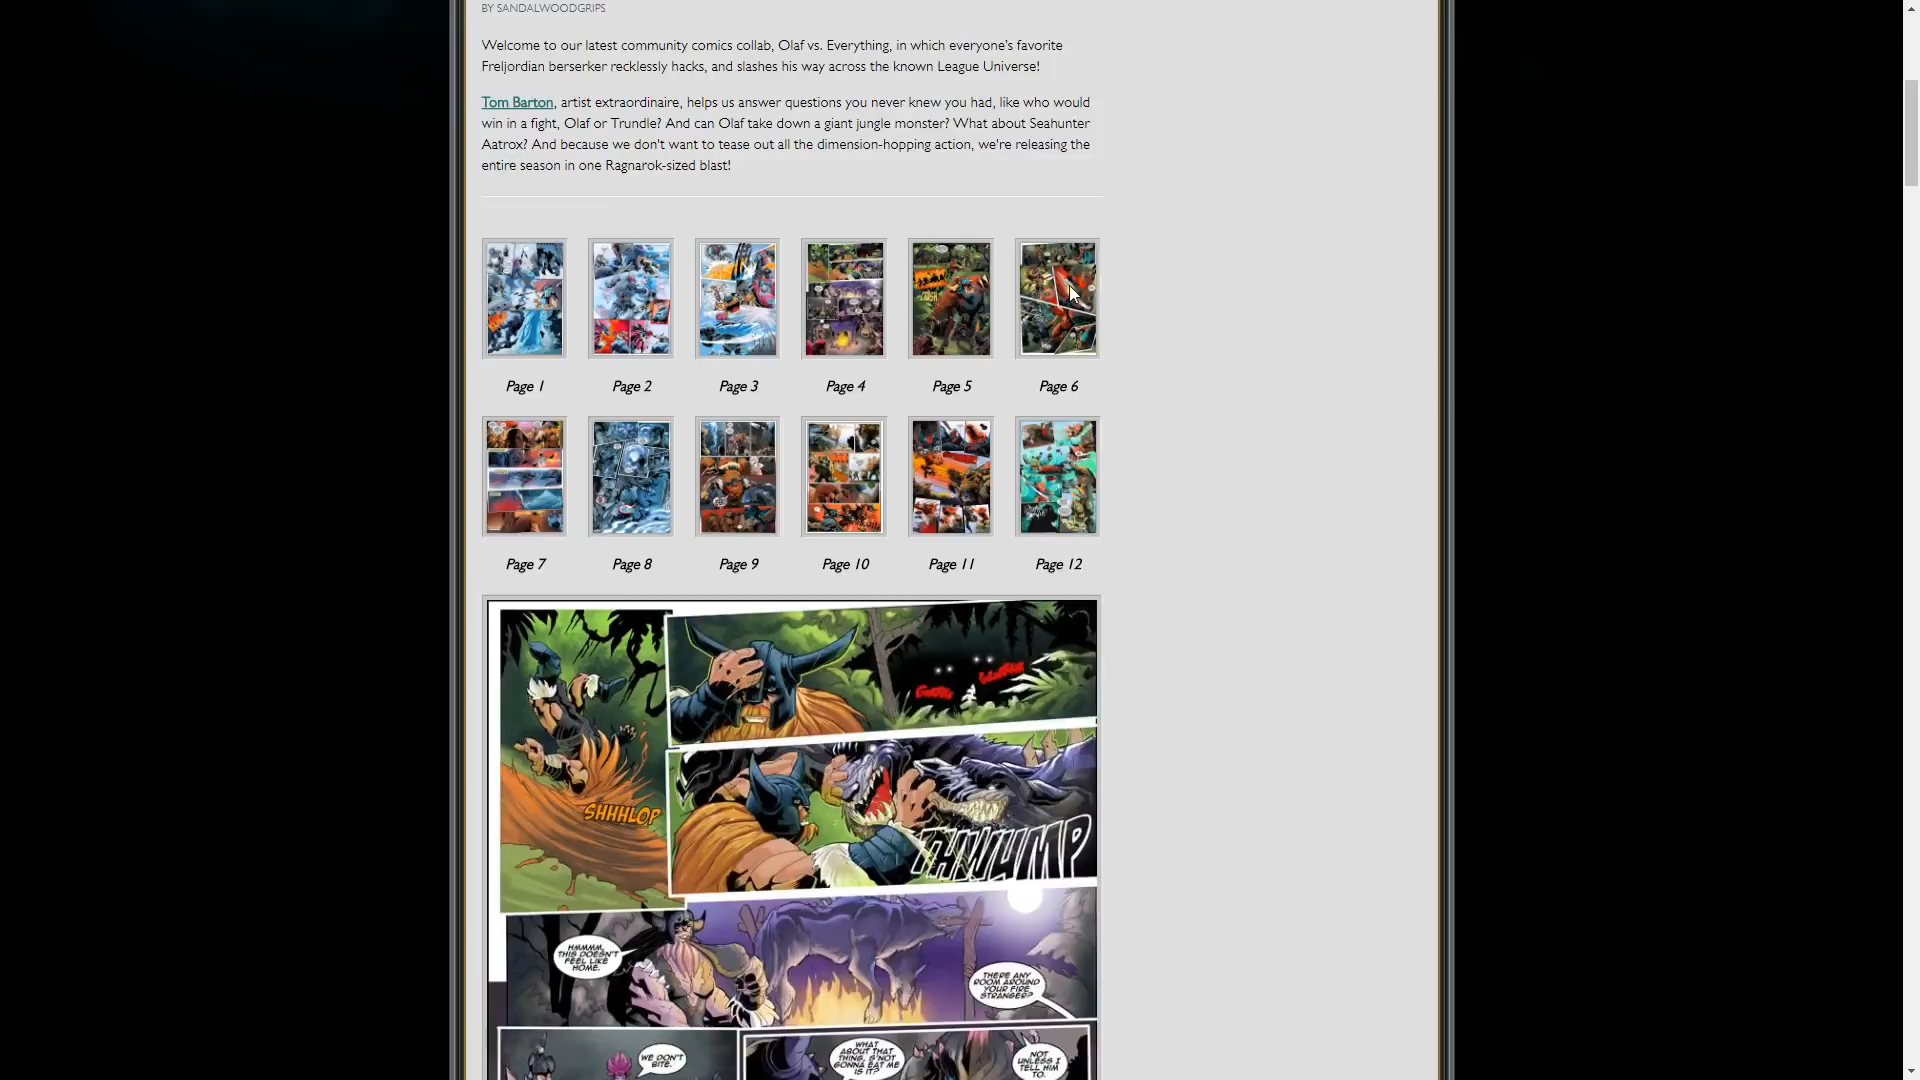 BY SANDALWOODGRIPS
Welcome to our latest community comics collab, Olaf vs. Everything, in which everyone's favorite
Freljordian berserker recklessly hacks, and slashes his way across the known League Universe!
Tom Barton, artist extraordinaire, helps us answer questions you never knew you had, like who would
win in a fight, Olaf or Trundle? And can Olaf take down a giant jungle monster? What about Seahunter
Aatrox? And because we don't want to tease out all the dimension-hopping action, we're releasing the
entire season in one Ragnarok-sized blast!
Page 1
Page 2
Page 3
Page 4
Page 5
Page 6
Page 7
Page 8
Page 9
Page 10
Page 11
Page 12
SHHHLOP
THWUMP
HMMMM,
THIS DOESN'T
FEEL LIKE
HOME.
THERE ANY
ROOM AROUND
YOUR FIRE
STRANGER?
WE DON'T
BITE.
WHAT
ABOUT THAT
THING, S'NOT
GONNA EAT ME
IS IT?
NOT
UNLESS I
TELL HIM
TO.